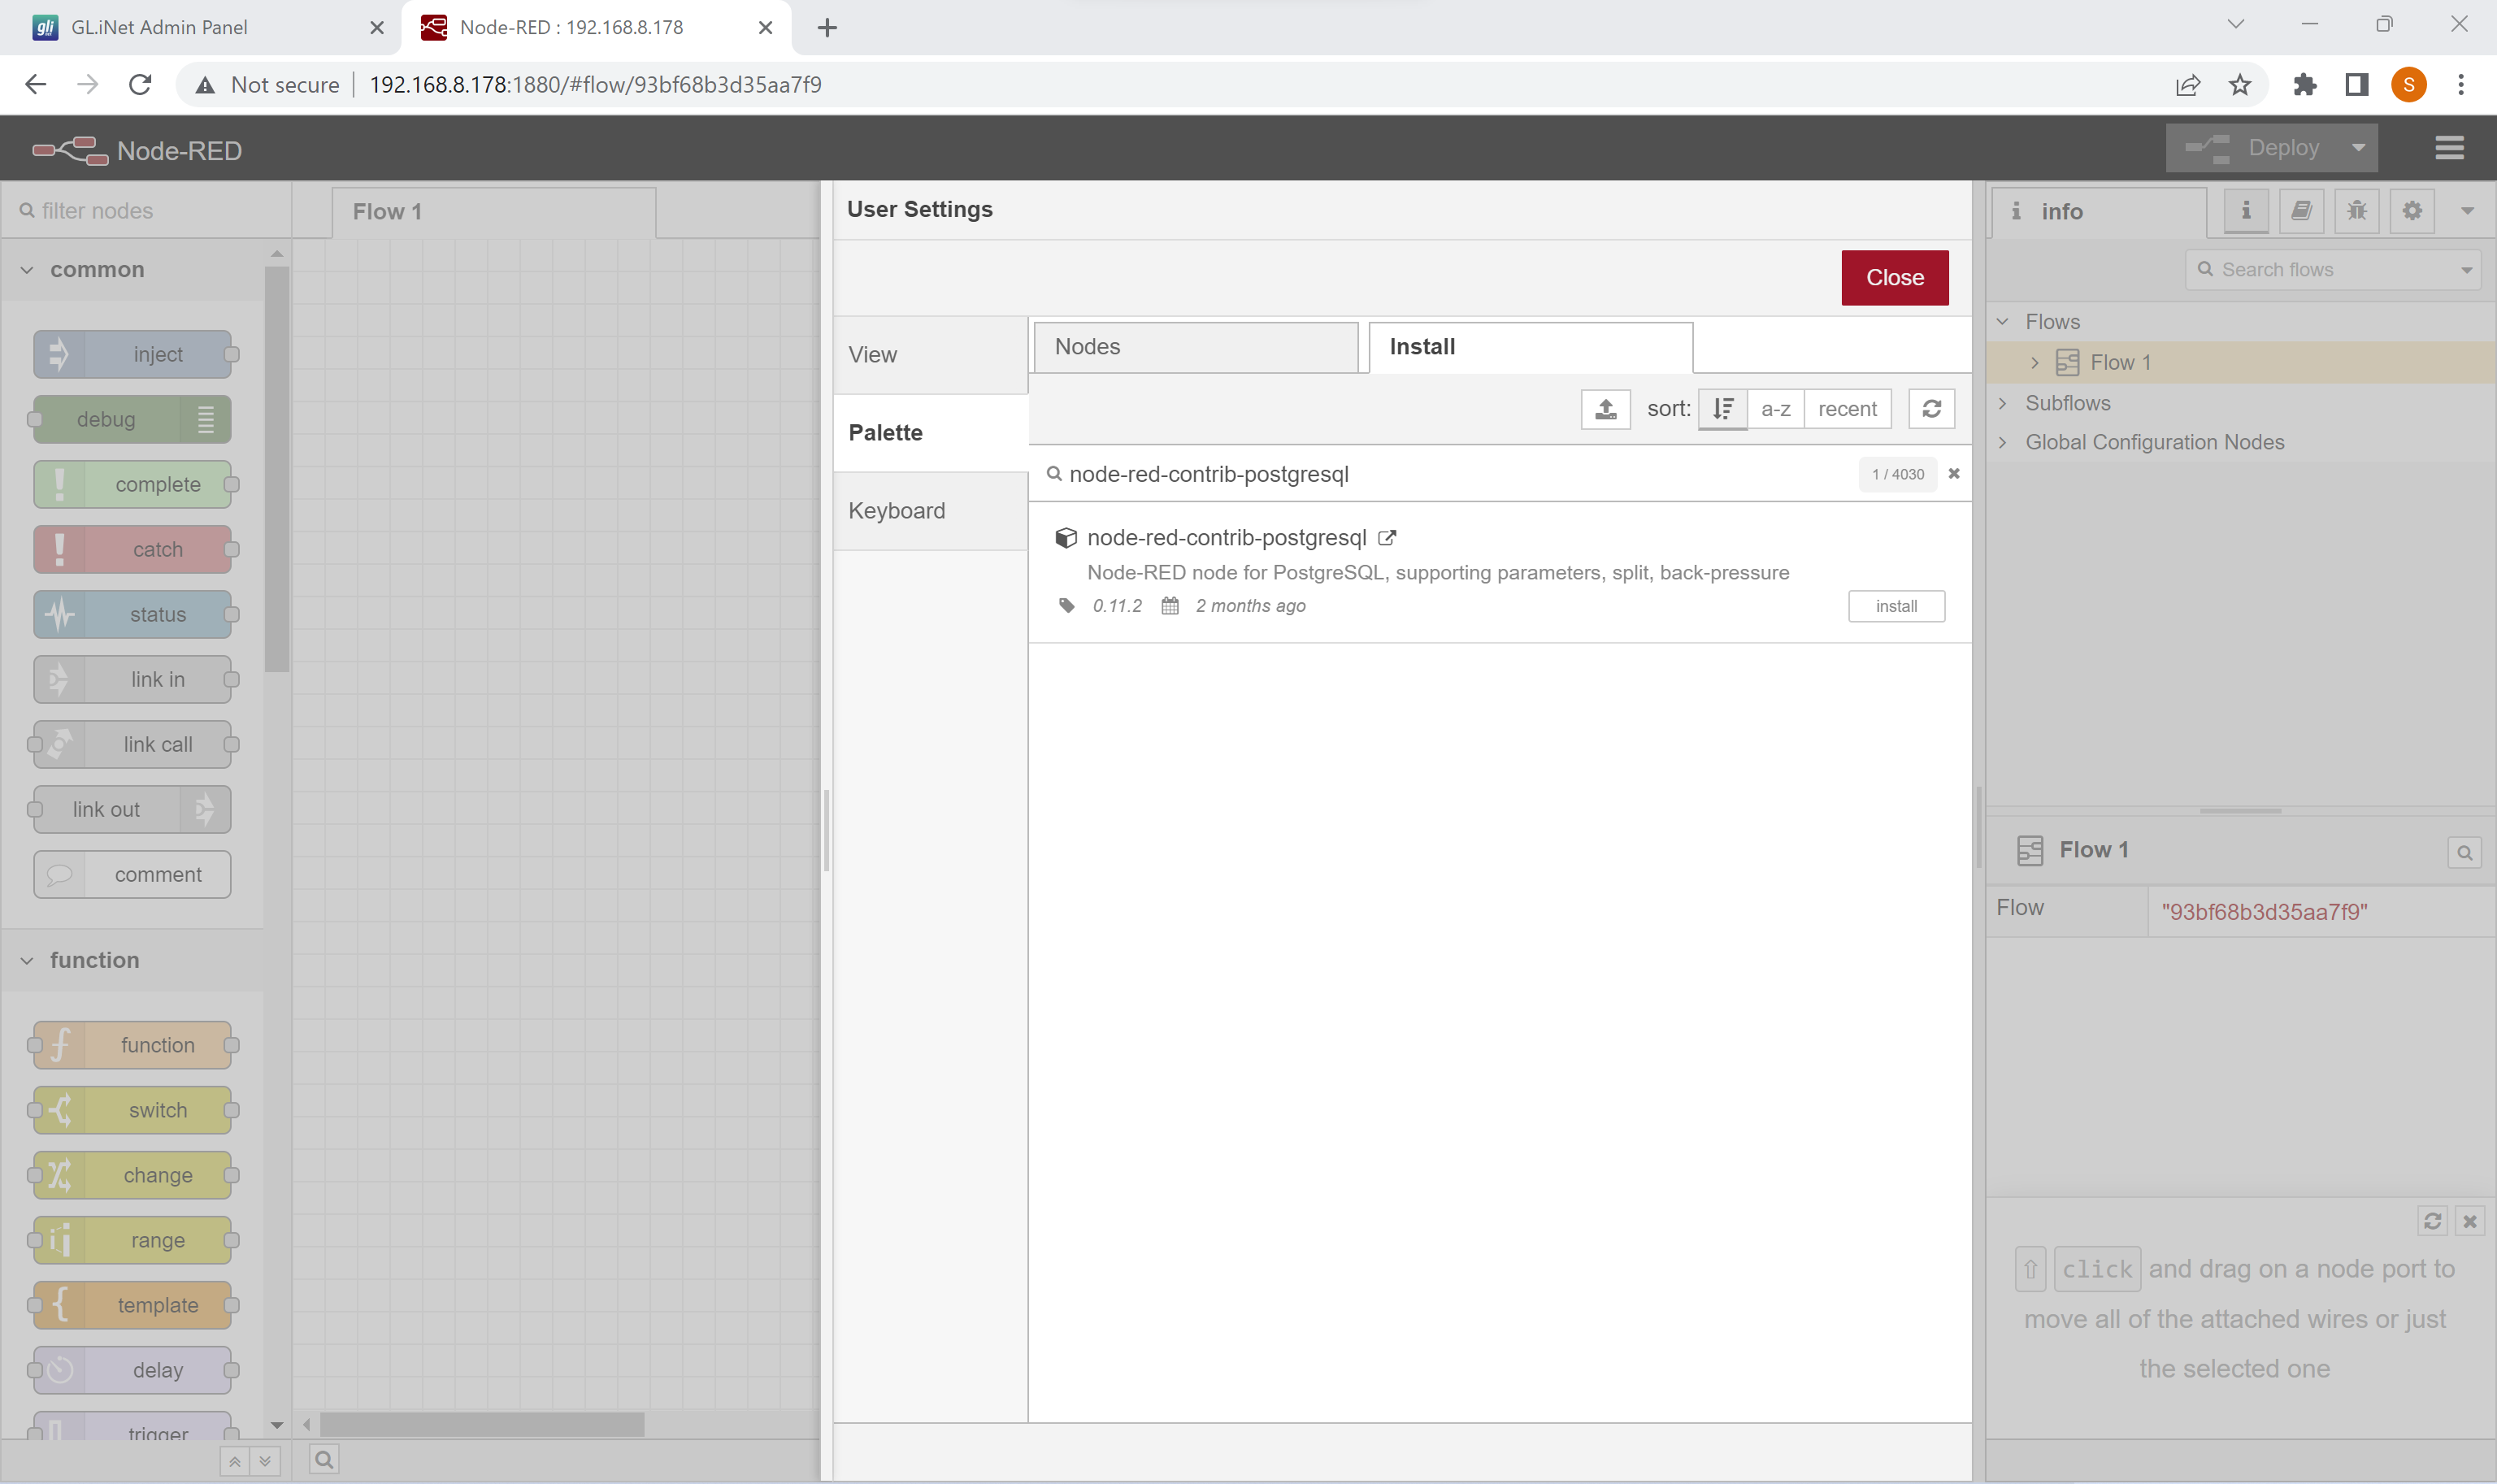 gli
GL.iNet Admin Panel
Node-RED : 192.168.8.178
Not secure
192.168.8.178:1880/#flow/93bf68b3d35aa7f9
S
Node-RED
Deploy
filter nodes
Flow 1
User Settings
i info
i
common
Close
Search flows
inject
debug
complete
catch
status
link in
link call
link out
comment
function
function
switch
change
range
template
delay
trigger
View
Palette
Keyboard
Nodes
Install
sort:
a-z
recent
node-red-contrib-postgresql
1 / 4030
node-red-contrib-postgresql
Node-RED node for PostgreSQL, supporting parameters, split, back-pressure
0.11.2
2 months ago
install
Flows
Flow 1
Subflows
Global Configuration Nodes
Flow 1
Flow
"93bf68b3d35aa7f9"
⇧ click and drag on a node port to
move all of the attached wires or just
the selected one